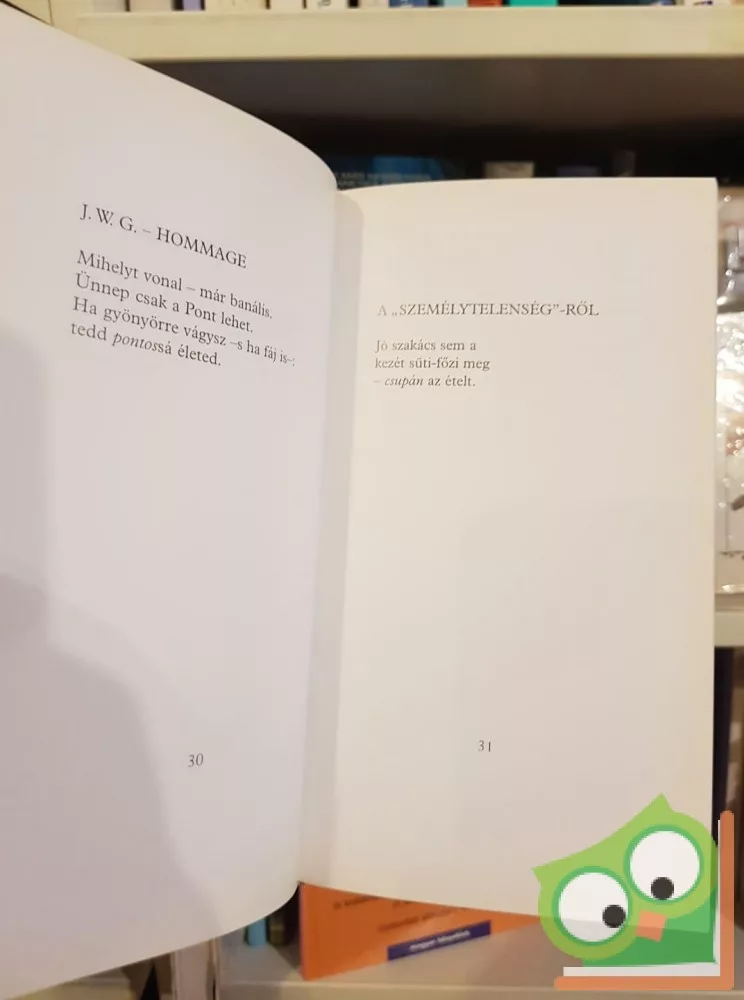 J. W. G. – HOMMAGE
Mihelyt vonal – már banális.
Ünnep csak a Pont lehet.
Ha gyönyörre vágysz –s ha fáj is–:
tedd pontossá életed.
30
A „SZEMÉLYTELENSÉG”-RŐL
Jó szakács sem a
kezét süti-főzi meg
– csupán az ételt.
31